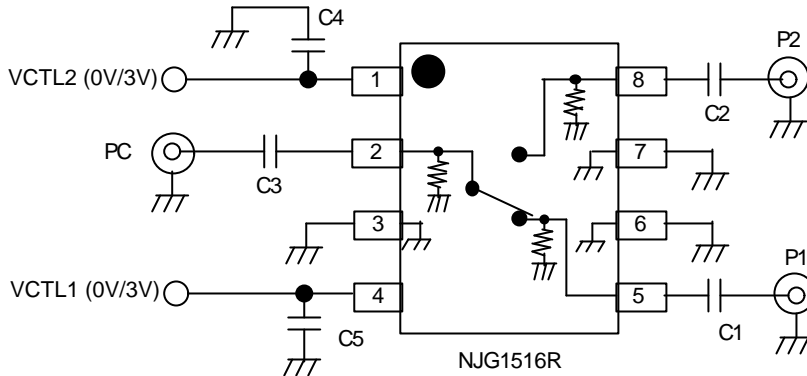 C4
P2
VCTL2 (0V/3V)
1
8
C2
PC
2
7
C3
3
6
P1
VCTL1 (0V/3V)
4
5
C5
C1
NJG1516R